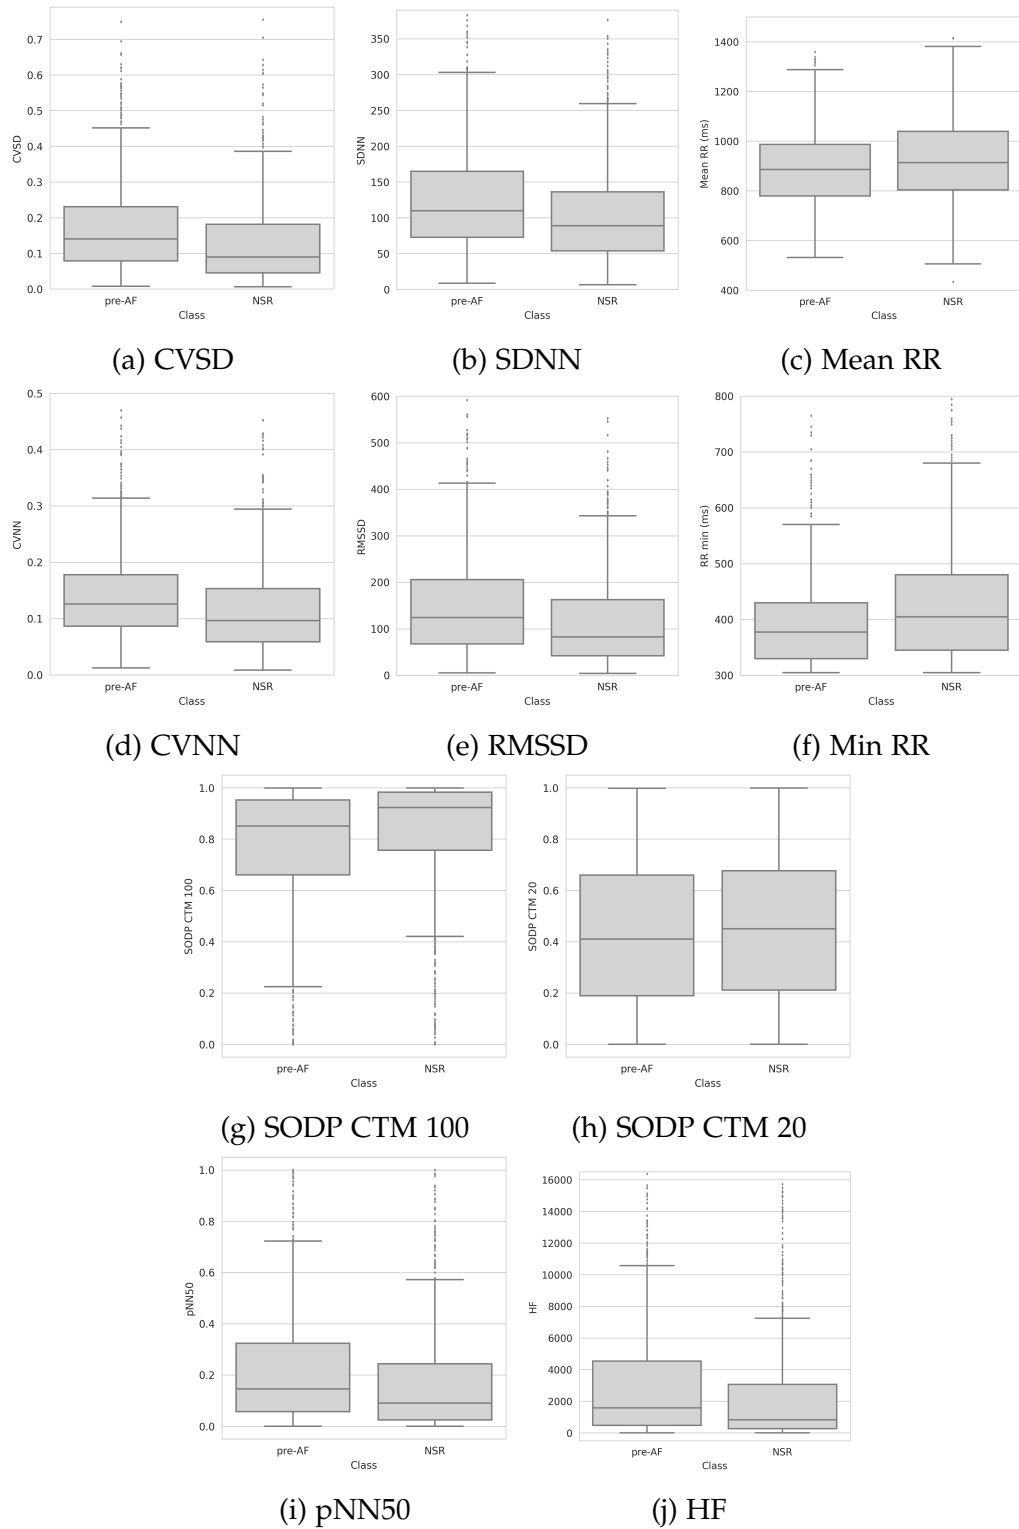 0.7
0.6
0.5
0.4
0.3
0.2
0.1
0.0
CVSD
pre-AF NSR
Class
350
300
250
200
150
100
50
0
SDNN
pre-AF NSR
Class
1400
1200
1000
800
600
400
Mean RR (ms)
pre-AF NSR
Class
(a) CVSD (b) SDNN (c) Mean RR
0.5
0.4
0.3
0.2
0.1
0.0
CVNN
pre-AF NSR
Class
600
500
400
300
200
100
0
RMSSD
pre-AF NSR
Class
800
700
600
500
400
300
RR min (ms)
pre-AF NSR
Class
(d) CVNN (e) RMSSD (f) Min RR
1.0
0.8
0.6
0.4
0.2
0.0
SODP CTM 100
pre-AF NSR
Class
1.0
0.8
0.6
0.4
0.2
0.0
SODP CTM 20
pre-AF NSR
Class
(g) SODP CTM 100 (h) SODP CTM 20
1.0
0.8
0.6
0.4
0.2
0.0
pNN50
pre-AF NSR
Class
16000
14000
12000
10000
8000
6000
4000
2000
0
HF
pre-AF NSR
Class
(i) pNN50 (j) HF